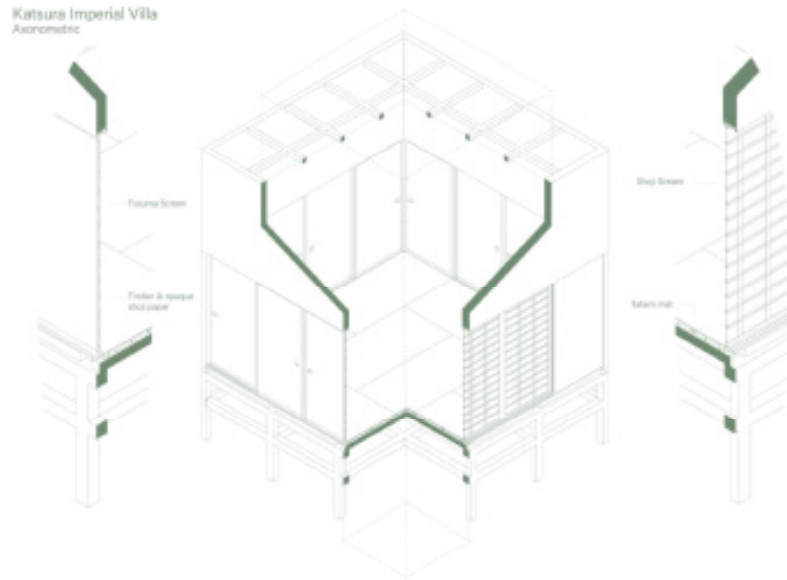 Katsura Imperial Villa
Axonometric
Fusuma Screen
Shoji Screen
Timber & opaque
shoji paper
Tatami mat